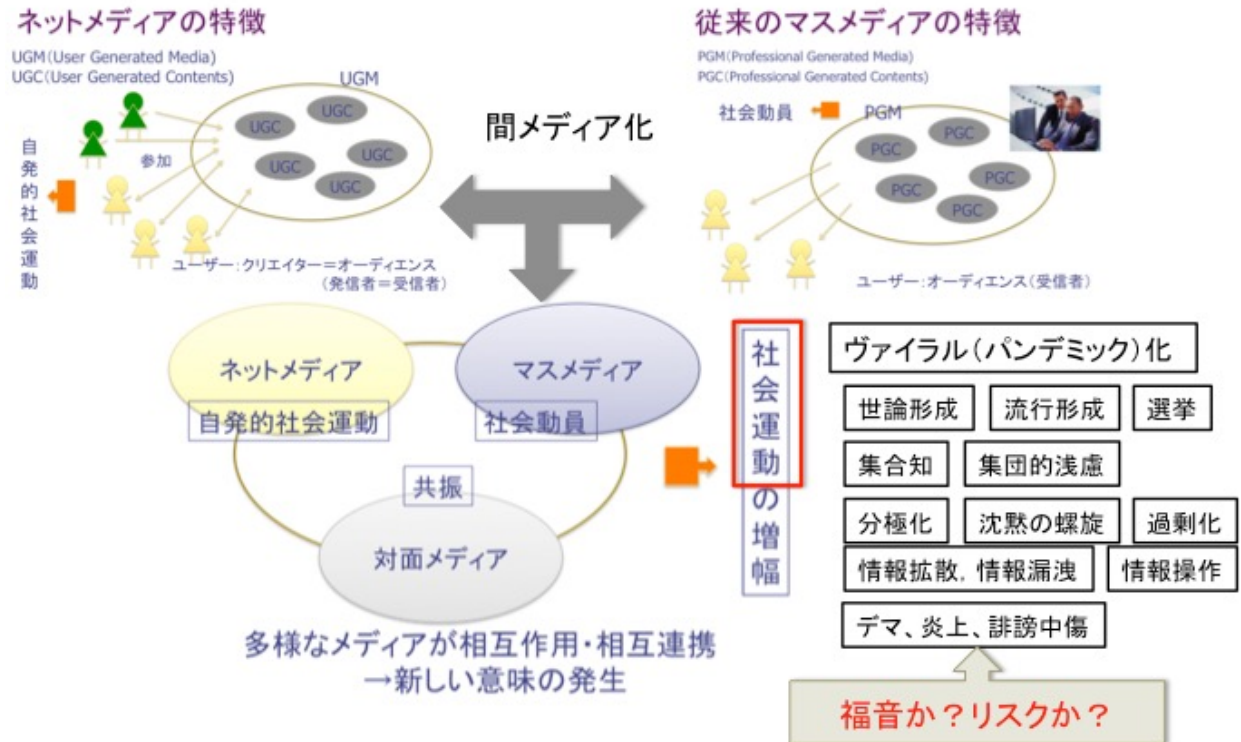 ネットメディアの特徴
UGM(User Generated Media)
UGC(User Generated Contents)
UGM
UGC
UGC
UGC
UGC
UGC
参加
自発的社会運動
ユーザー:クリエイター=オーディエンス
(発信者=受信者)
間メディア化
従来のマスメディアの特徴
PGM(Professional Generated Media)
PGC(Professional Generated Contents)
社会動員
PGM
PGC
PGC
PGC
PGC
PGC
ユーザー:オーディエンス(受信者)
ネットメディア
自発的社会運動
マスメディア
社会動員
共振
対面メディア
多様なメディアが相互作用・相互連携
→新しい意味の発生
社会運動の増幅
ヴァイラル(パンデミック)化
世論形成
流行形成
選挙
集合知
集団的浅慮
分極化
沈黙の螺旋
過剰化
情報拡散,情報漏洩
情報操作
デマ、炎上、誹謗中傷
福音か?リスクか?